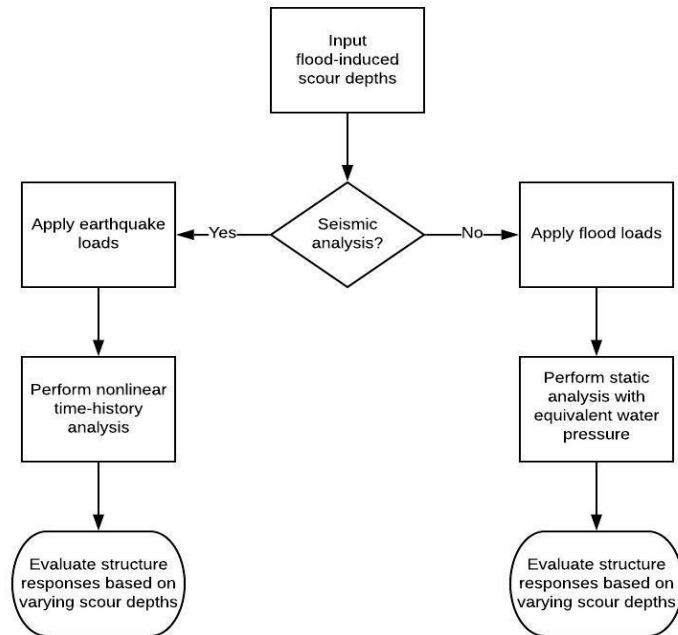 Input
flood-induced
scour depths
Seismic
analysis?
Yes
No
Apply earthquake
loads
Apply flood loads
Perform nonlinear
time-history
analysis
Perform static
analysis with
equivalent water
pressure
Evaluate structure
responses based on
varying scour depths
Evaluate structure
responses based on
varying scour depths